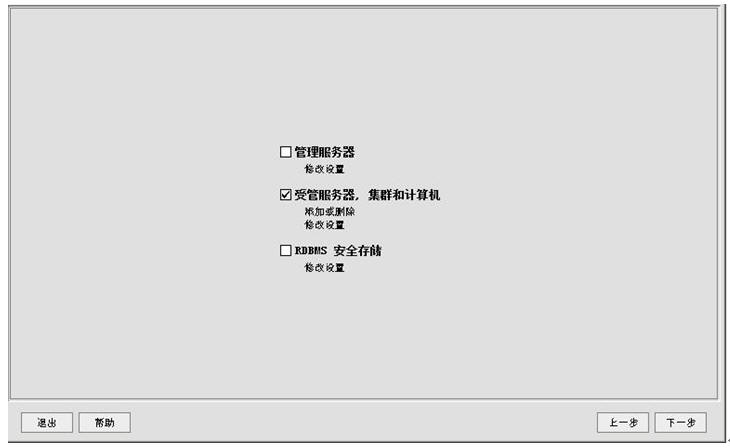 管理服务器
修改设置
受管服务器, 集群和计算机
添加或删除
修改设置
RDBMS 安全存储
修改设置
退出 帮助 上一步 下一步